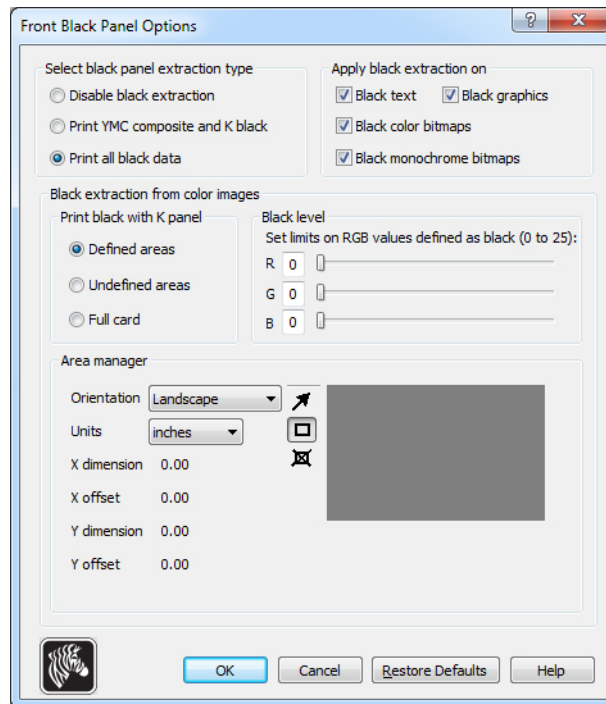 Front Black Panel Options
Select black panel extraction type
Disable black extraction
Print YMC composite and K black
Print all black data
Apply black extraction on
Black text
Black graphics
Black color bitmaps
Black monochrome bitmaps
Black extraction from color images
Print black with K panel
Defined areas
Undefined areas
Full card
Black level
Set limits on RGB values defined as black (0 to 25):
R 0
G 0
B 0
Area manager
Orientation Landscape
Units inches
X dimension 0.00
X offset 0.00
Y dimension 0.00
Y offset 0.00
OK
Cancel
Restore Defaults
Help